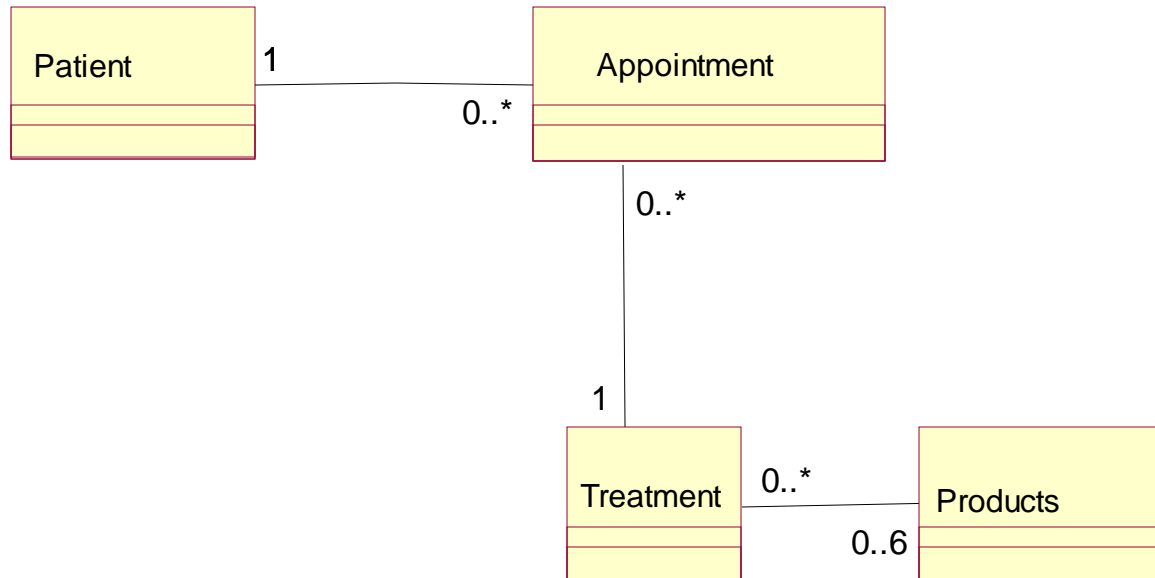 Patient
1
0..*
Appointment
0..*
1
Treatment
0..*
0..6
Products